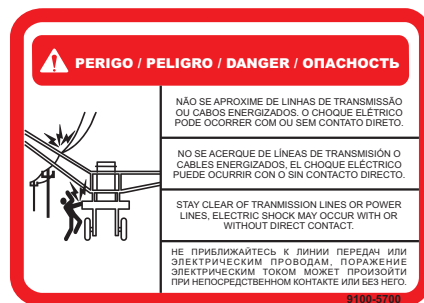 PERIGO / PELIGRO / DANGER / ОПАСНОСТЬ
NÃO SE APROXIME DE LINHAS DE TRANSMISSÃO
OU CABOS ENERGIZADOS. O CHOQUE ELÉTRICO
PODE OCORRER COM OU SEM CONTATO DIRETO.
NO SE ACERQUE DE LÍNEAS DE TRANSMISIÓN O
CABLES ENERGIZADOS, EL CHOQUE ELÉCTRICO
PUEDE OCURRIR CON O SIN CONTACTO DIRECTO.
STAY CLEAR OF TRANMISSION LINES OR POWER
LINES, ELECTRIC SHOCK MAY OCCUR WITH OR
WITHOUT DIRECT CONTACT.
НЕ ПРИБЛИЖАЙТЕСЬ К ЛИНИИ ПЕРЕДАЧ ИЛИ
ЭЛЕКТРИЧЕСКИМ ПРОВОДАМ, ПОРАЖЕНИЕ
ЭЛЕКТРИЧЕСКИМ ТОКОМ МОЖЕТ ПРОИЗОЙТИ
ПРИ НЕПОСРЕДСТВЕННОМ КОНТАКТЕ ИЛИ БЕЗ НЕГО.
9100-5700